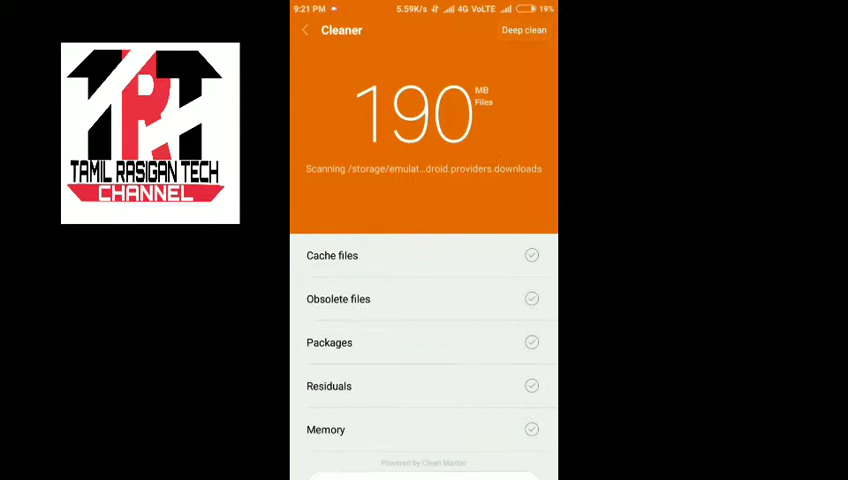 9:21 PM 5.59K/s 4G VoLTE 19%
Cleaner Deep clean
TRT
TAMIL RASIGAN TECH
CHANNEL
190 MB
Files
Scanning /storage/emulat...droid.providers.downloads
Cache files
Obsolete files
Packages
Residuals
Memory
Powered by Clean Master